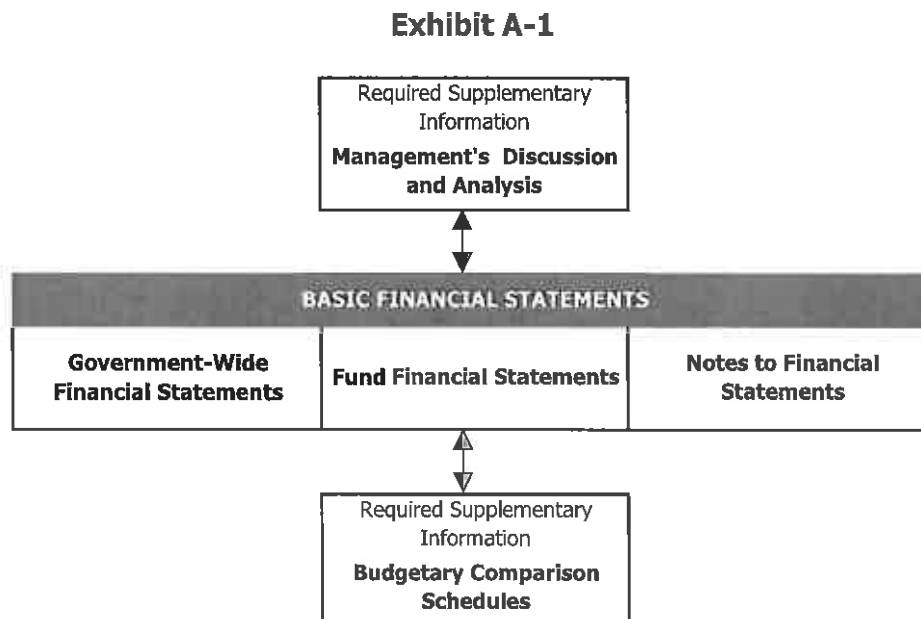 Exhibit A-1
Required Supplementary
Information
Management's Discussion
and Analysis
BASIC FINANCIAL STATEMENTS
Government-Wide
Financial Statements
Fund Financial Statements
Notes to Financial
Statements
Required Supplementary
Information
Budgetary Comparison
Schedules